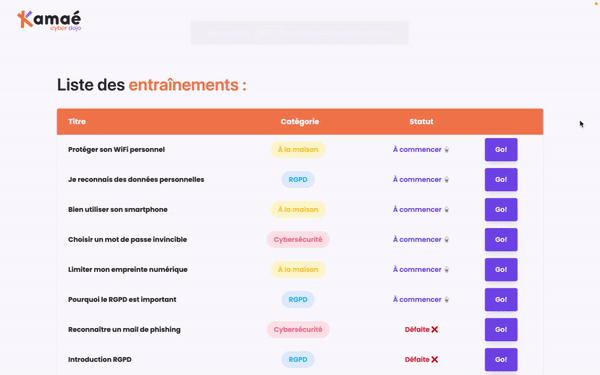 Kamaé
cyber dojo
Liste des entraînements :
Titre Catégorie Statut
Protéger son WiFi personnel À la maison À commencer Go!
Je reconnais des données personnelles RGPD À commencer Go!
Bien utiliser son smartphone À la maison À commencer Go!
Choisir un mot de passe invincible Cybersécurité À commencer Go!
Limiter mon empreinte numérique À la maison À commencer Go!
Pourquoi le RGPD est important RGPD À commencer Go!
Reconnaître un mail de phishing Cybersécurité Défaite ❌ Go!
Introduction RGPD RGPD Défaite ❌ Go!